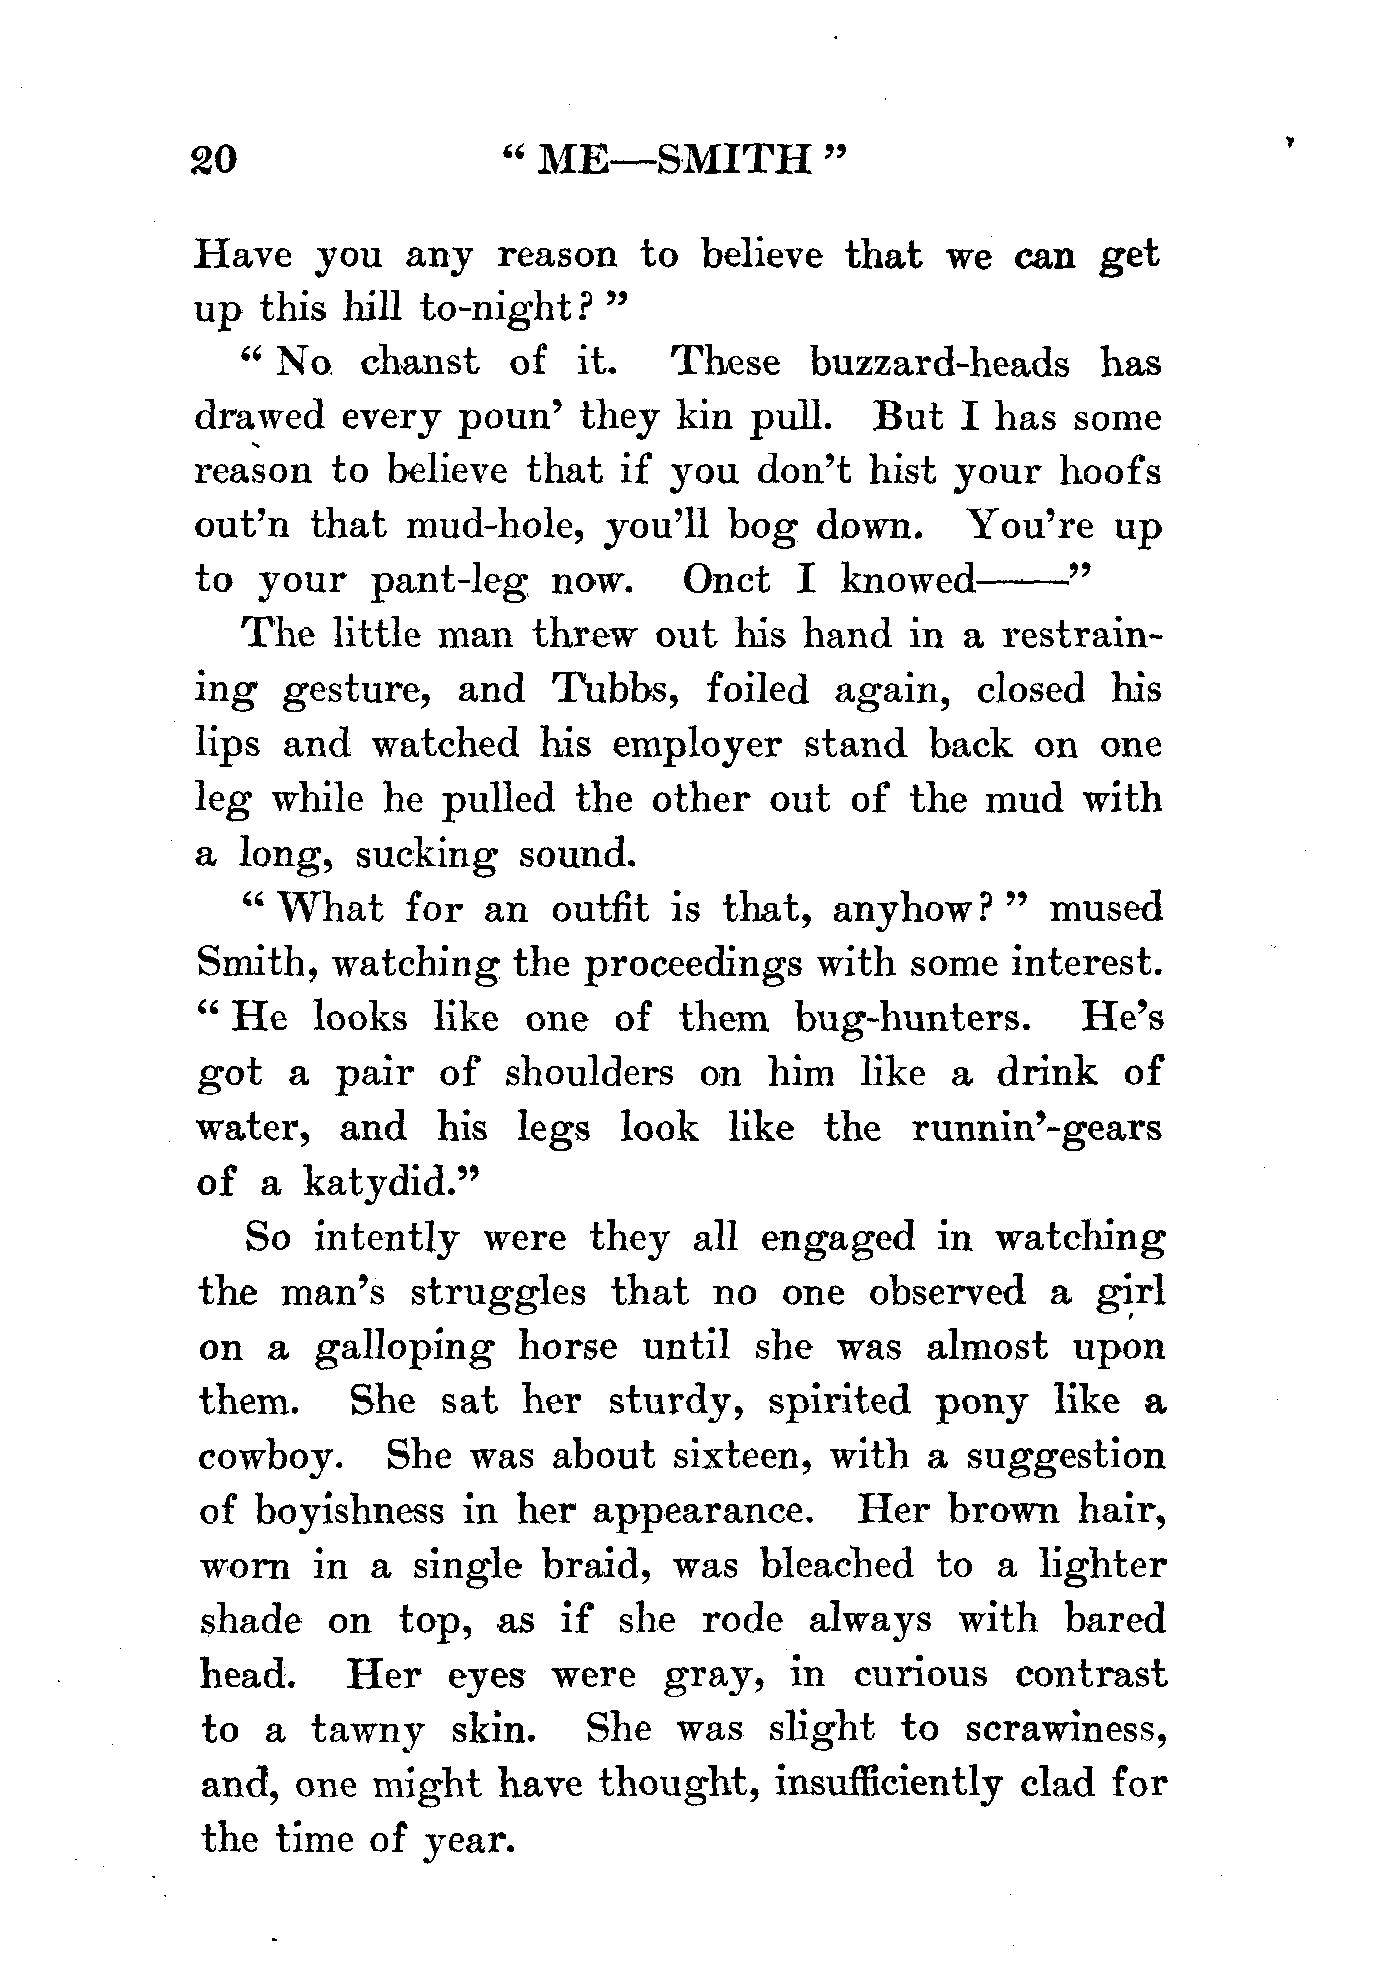 20 “ ME—SMITH ”
Have you any reason to believe that we can get
up this hill to-night? ”
“ No chanst of it. These buzzard-heads has
drawed every poun’ they kin pull. But I has some
reason to believe that if you don’t hist your hoofs
out’n that mud-hole, you’ll bog down. You’re up
to your pant-leg now. Onct I knowed——”
The little man threw out his hand in a restrain-
ing gesture, and Tubbs, foiled again, closed his
lips and watched his employer stand back on one
leg while he pulled the other out of the mud with
a long, sucking sound.
“ What for an outfit is that, anyhow? ” mused
Smith, watching the proceedings with some interest.
“ He looks like one of them bug-hunters. He’s
got a pair of shoulders on him like a drink of
water, and his legs look like the runnin’-gears
of a katydid.”
So intently were they all engaged in watching
the man’s struggles that no one observed a girl
on a galloping horse until she was almost upon
them. She sat her sturdy, spirited pony like a
cowboy. She was about sixteen, with a suggestion
of boyishness in her appearance. Her brown hair,
worn in a single braid, was bleached to a lighter
shade on top, as if she rode always with bared
head. Her eyes were gray, in curious contrast
to a tawny skin. She was slight to scrawiness,
and, one might have thought, insufficiently clad for
the time of year.